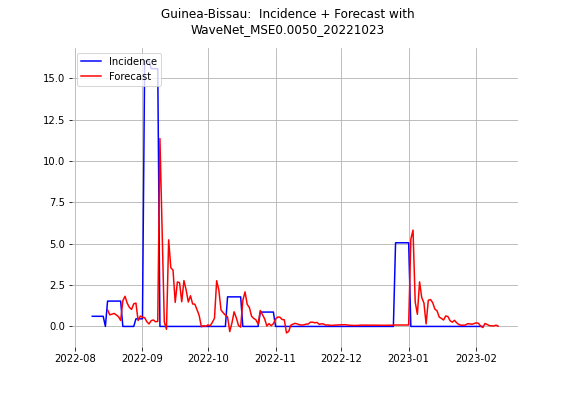 Guinea-Bissau:  Incidence + Forecast with
WaveNet_MSE0.0050_20221023
Incidence
Forecast
15.0
12.5
10.0
7.5
5.0
2.5
0.0
2022-08 2022-09 2022-10 2022-11 2022-12 2023-01 2023-02